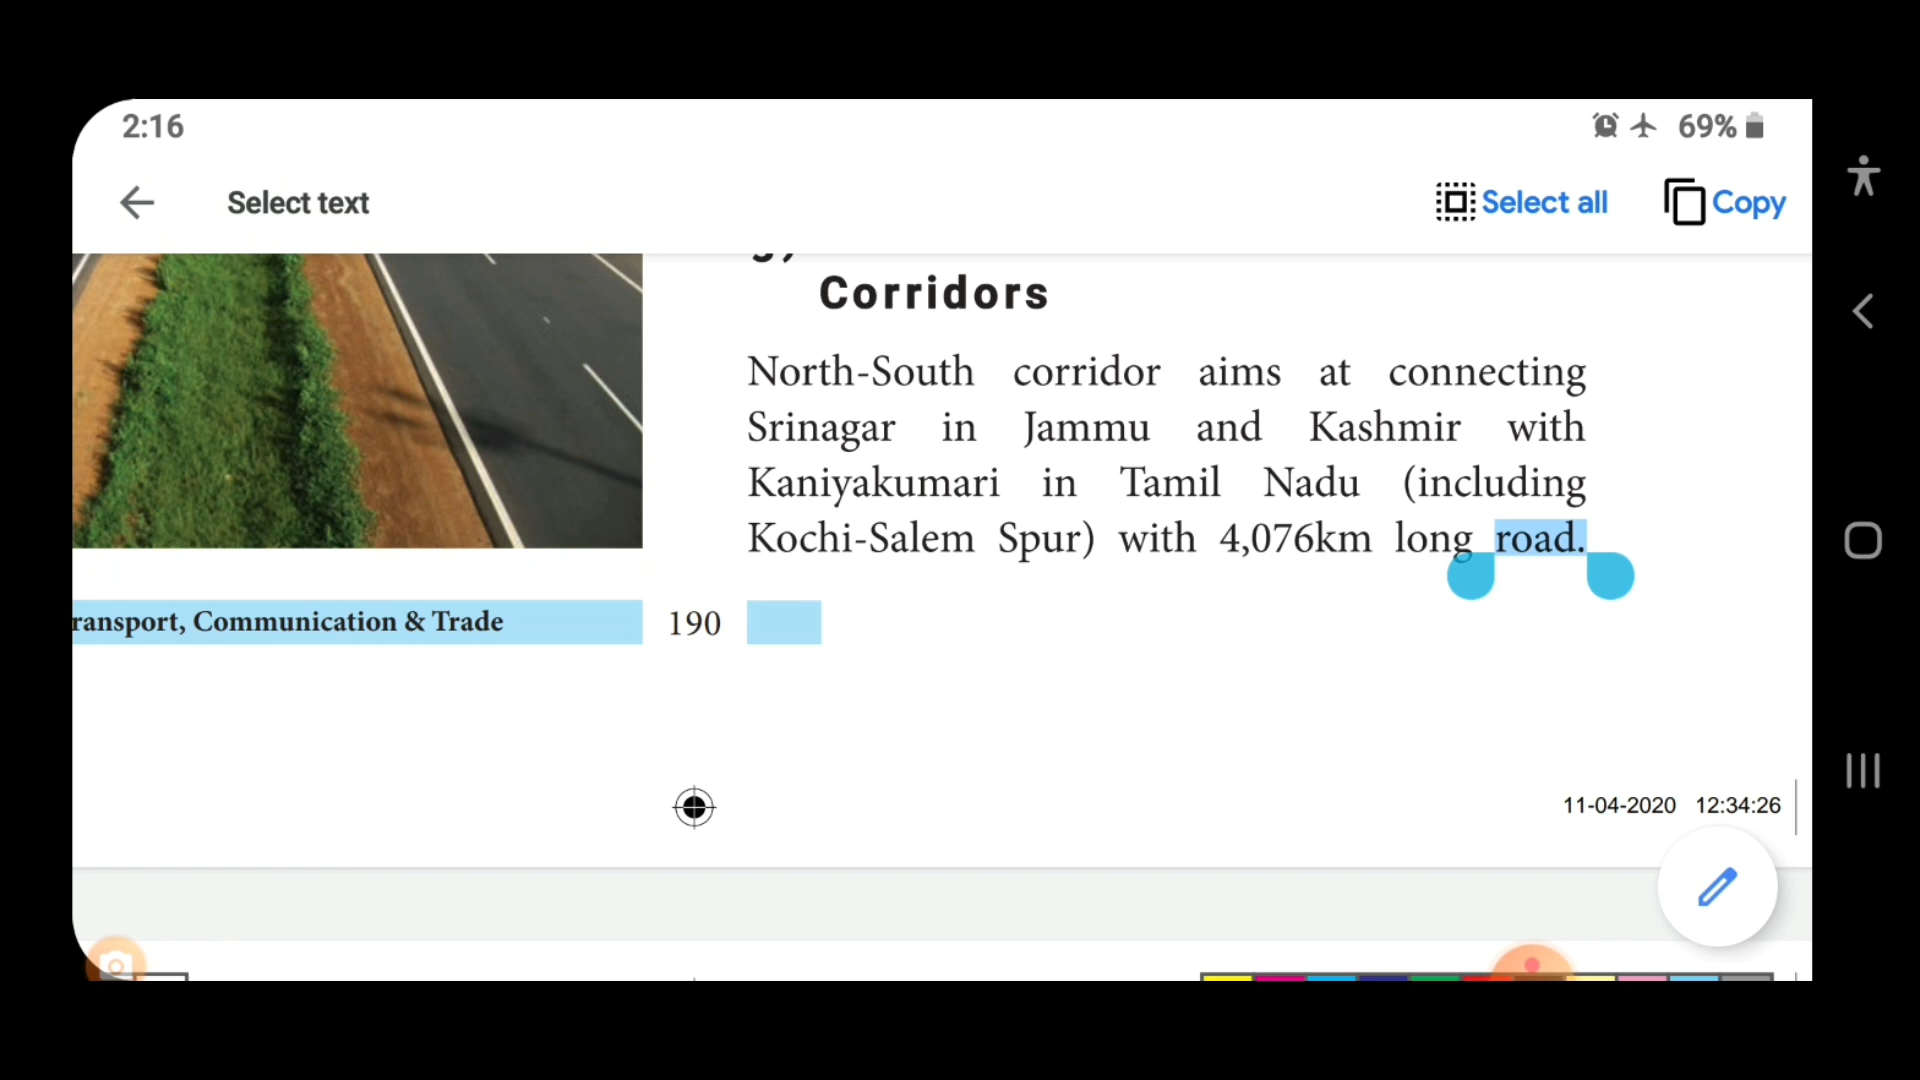 2:16
69%
Select text
Select all
Copy
Corridors
North-South corridor aims at connecting
Srinagar in Jammu and Kashmir with
Kaniyakumari in Tamil Nadu (including
Kochi-Salem Spur) with 4,076km long road.
ransport, Communication & Trade
190
11-04-2020 12:34:26